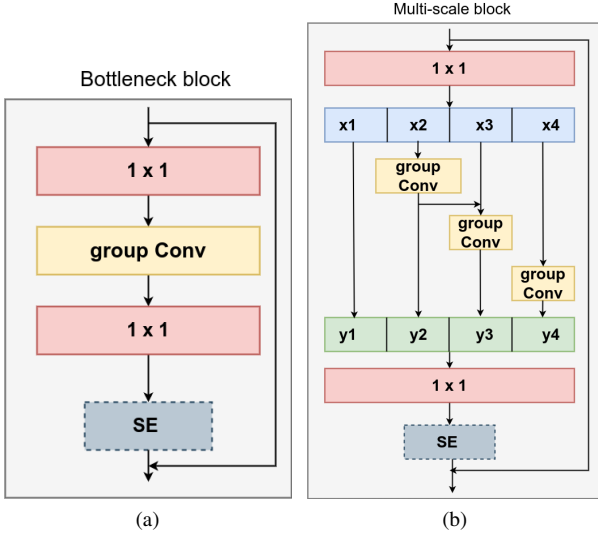 Bottleneck block
1 x 1
group Conv
1 x 1
SE
(a)
Multi-scale block
1 x 1
x1 x2 x3 x4
group
Conv
group
Conv
group
Conv
y1 y2 y3 y4
1 x 1
SE
(b)